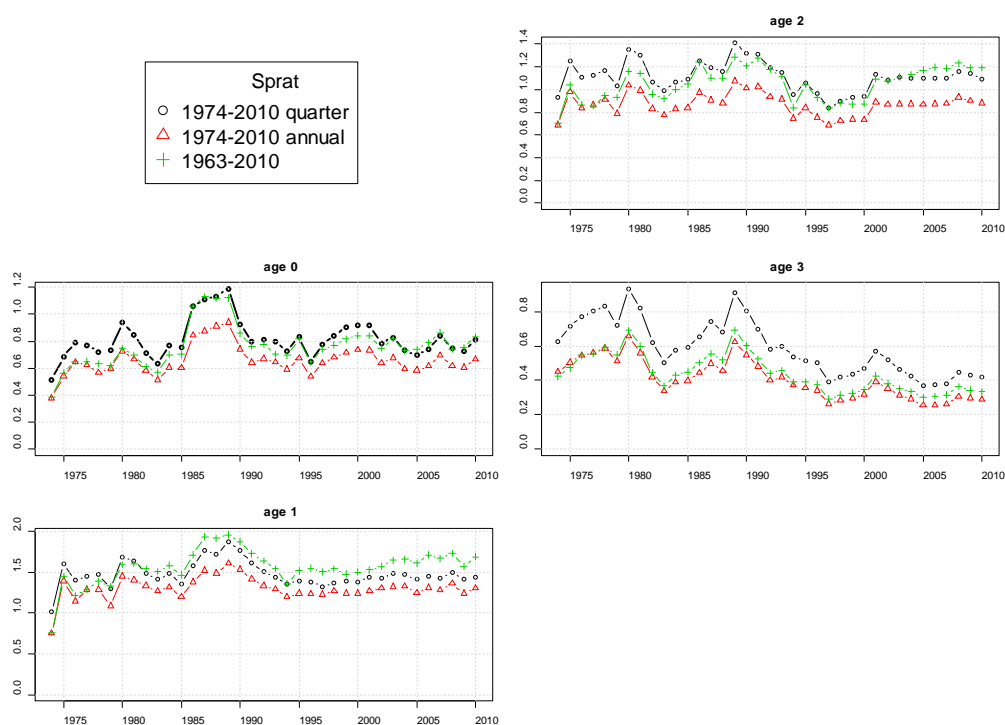 Sprat
1974-2010 quarter
1974-2010 annual
1963-2010
age 2
0.0 0.2 0.4 0.6 0.8 1.0 1.2 1.4
1975 1980 1985 1990 1995 2000 2005 2010
age 0
0.0 0.2 0.4 0.6 0.8 1.0 1.2
1975 1980 1985 1990 1995 2000 2005 2010
age 3
0.0 0.2 0.4 0.6 0.8
1975 1980 1985 1990 1995 2000 2005 2010
age 1
0.0 0.5 1.0 1.5 2.0
1975 1980 1985 1990 1995 2000 2005 2010